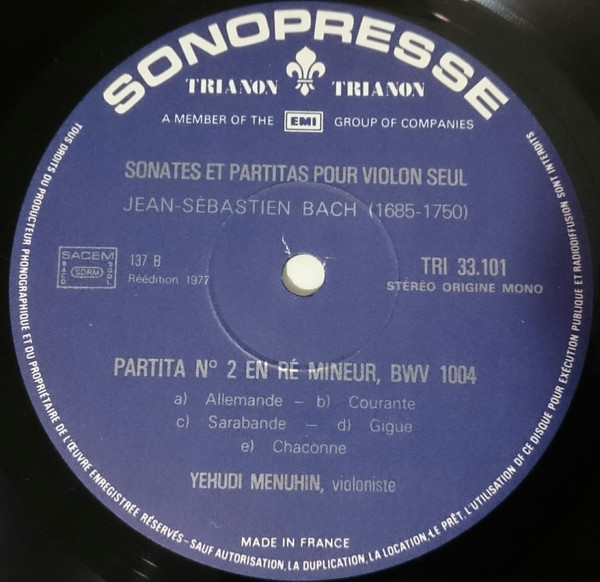 SONOPRESSE
TRIANON TRIANON
A MEMBER OF THE EMI GROUP OF COMPANIES
SONATES ET PARTITAS POUR VIOLON SEUL
JEAN-SÉBASTIEN BACH (1685-1750)
SACEM
SACD SDRM SGDL
137 B
Réédition 1977
TRI 33.101
STÉRÉO ORIGINE MONO
PARTITA N° 2 EN RÉ MINEUR, BWV 1004
a) Allemande – b) Courante
c) Sarabande – d) Gigue
e) Chaconne
YEHUDI MENUHIN, violoniste
MADE IN FRANCE
TOUS DROITS DU PRODUCTEUR PHONOGRAPHIQUE ET DU PROPRIÉTAIRE DE L'ŒUVRE ENREGISTRÉE RÉSERVÉS-SAUF AUTORISATION, LA DUPLICATION, LA LOCATION, LE PRÊT, L'UTILISATION DE CE DISQUE POUR EXÉCUTION PUBLIQUE ET RADIODIFFUSION SONT INTERDITS